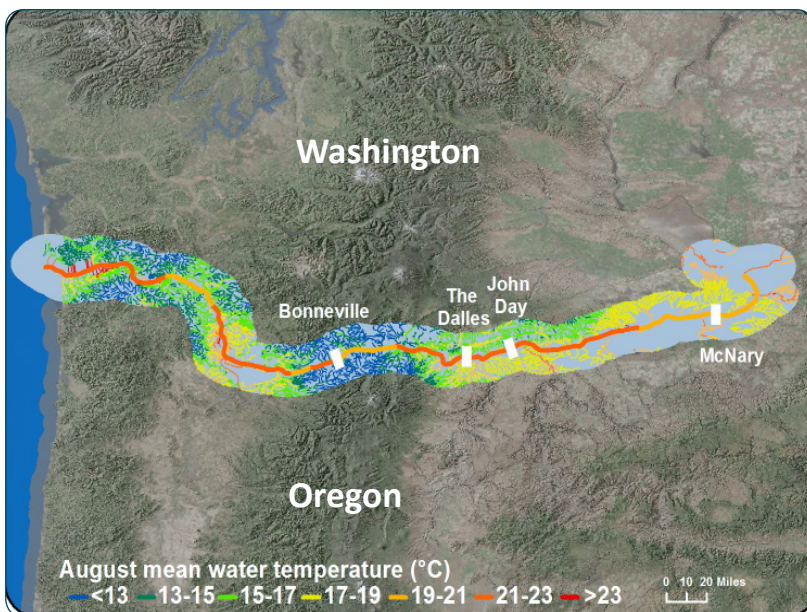 Washington
Bonneville
The
Dalles
John
Day
McNary
Oregon
August mean water temperature (°C)
<13 13-15 15-17 17-19 19-21 21-23 >23
0 10 20 Miles